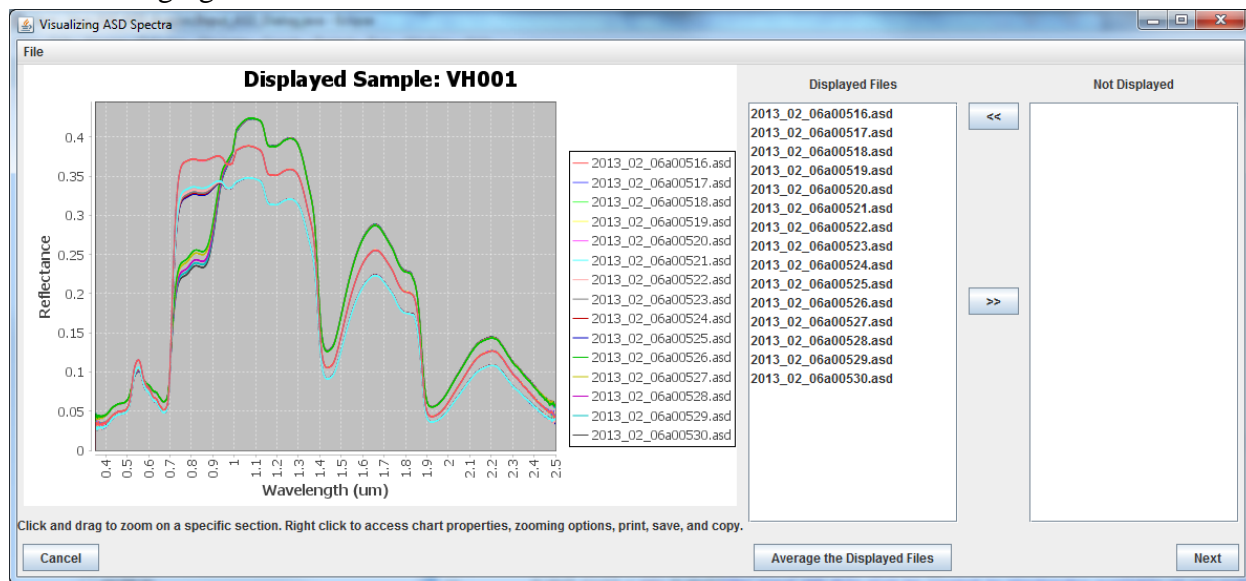 Visualizing ASD Spectra
File
Displayed Sample: VH001
Reflectance
0.4
0.35
0.3
0.25
0.2
0.15
0.1
0.05
0
0.4 0.5 0.6 0.7 0.8 0.9 1 1.1 1.2 1.3 1.4 1.5 1.6 1.7 1.8 1.9 2 2.1 2.2 2.3 2.4 2.5
Wavelength (um)
2013_02_06a00516.asd
2013_02_06a00517.asd
2013_02_06a00518.asd
2013_02_06a00519.asd
2013_02_06a00520.asd
2013_02_06a00521.asd
2013_02_06a00522.asd
2013_02_06a00523.asd
2013_02_06a00524.asd
2013_02_06a00525.asd
2013_02_06a00526.asd
2013_02_06a00527.asd
2013_02_06a00528.asd
2013_02_06a00529.asd
2013_02_06a00530.asd
Displayed Files
2013_02_06a00516.asd
2013_02_06a00517.asd
2013_02_06a00518.asd
2013_02_06a00519.asd
2013_02_06a00520.asd
2013_02_06a00521.asd
2013_02_06a00522.asd
2013_02_06a00523.asd
2013_02_06a00524.asd
2013_02_06a00525.asd
2013_02_06a00526.asd
2013_02_06a00527.asd
2013_02_06a00528.asd
2013_02_06a00529.asd
2013_02_06a00530.asd
<<
>>
Not Displayed
Click and drag to zoom on a specific section. Right click to access chart properties, zooming options, print, save, and copy.
Cancel
Average the Displayed Files
Next